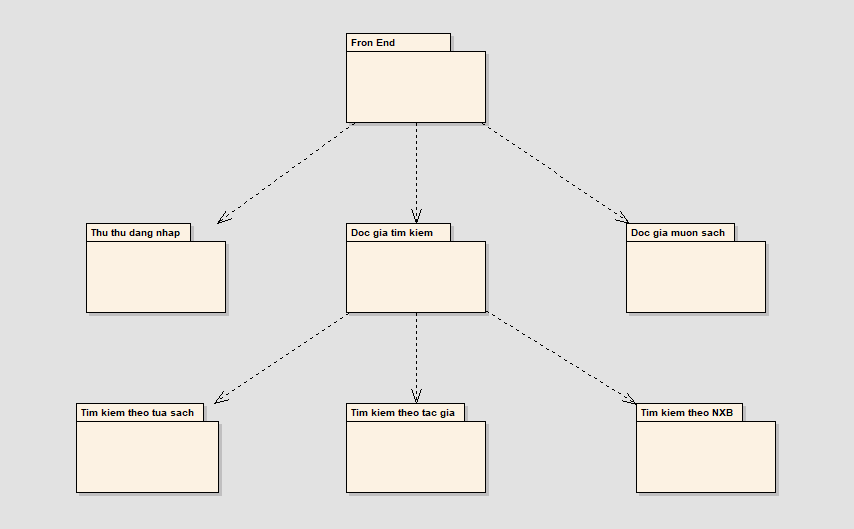 Fron End
Thu thu dang nhap
Doc gia tim kiem
Doc gia muon sach
Tim kiem theo tua sach
Tim kiem theo tac gia
Tim kiem theo NXB